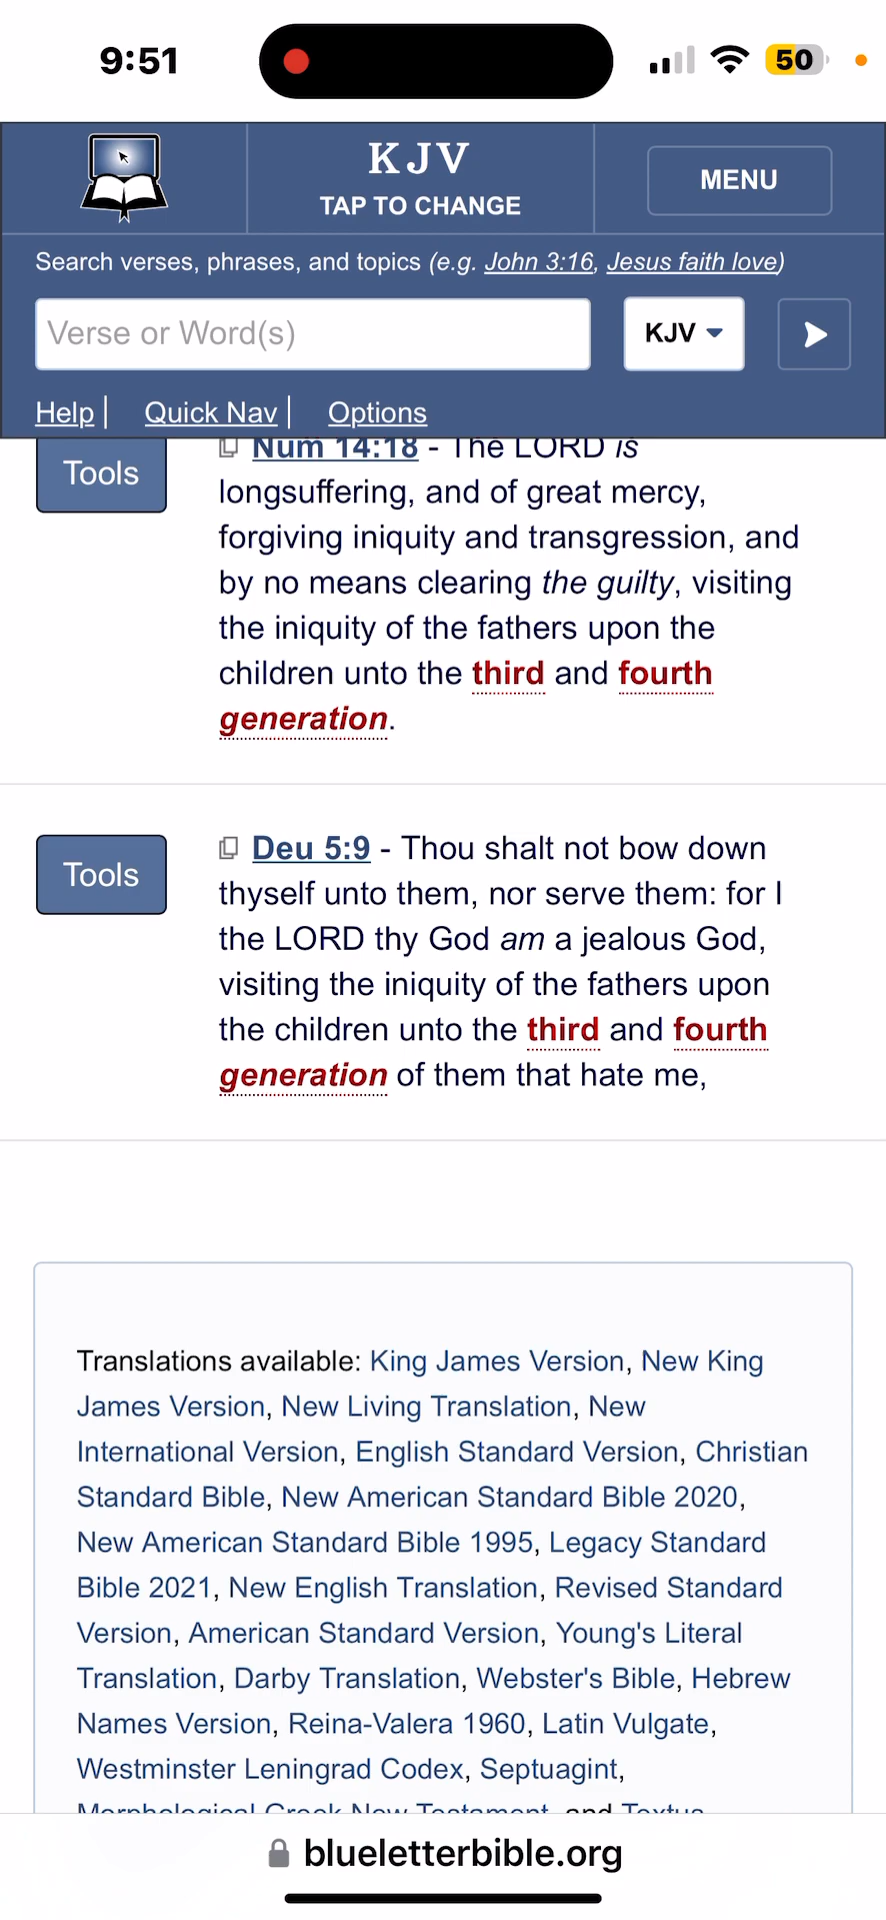 9:51
50
KJV
TAP TO CHANGE
MENU
Search verses, phrases, and topics (e.g. John 3:16, Jesus faith love)
Verse or Word(s)
KJV
Help
Quick Nav
Options
Tools
Num 14:18 - The LORD is
longsuffering, and of great mercy,
forgiving iniquity and transgression, and
by no means clearing the guilty, visiting
the iniquity of the fathers upon the
children unto the third and fourth
generation.
Tools
Deu 5:9 - Thou shalt not bow down
thyself unto them, nor serve them: for I
the LORD thy God am a jealous God,
visiting the iniquity of the fathers upon
the children unto the third and fourth
generation of them that hate me,
Translations available: King James Version, New King
James Version, New Living Translation, New
International Version, English Standard Version, Christian
Standard Bible, New American Standard Bible 2020,
New American Standard Bible 1995, Legacy Standard
Bible 2021, New English Translation, Revised Standard
Version, American Standard Version, Young's Literal
Translation, Darby Translation, Webster's Bible, Hebrew
Names Version, Reina-Valera 1960, Latin Vulgate,
Westminster Leningrad Codex, Septuagint,
Morphological Greek New Testament, and Textus
blueletterbible.org